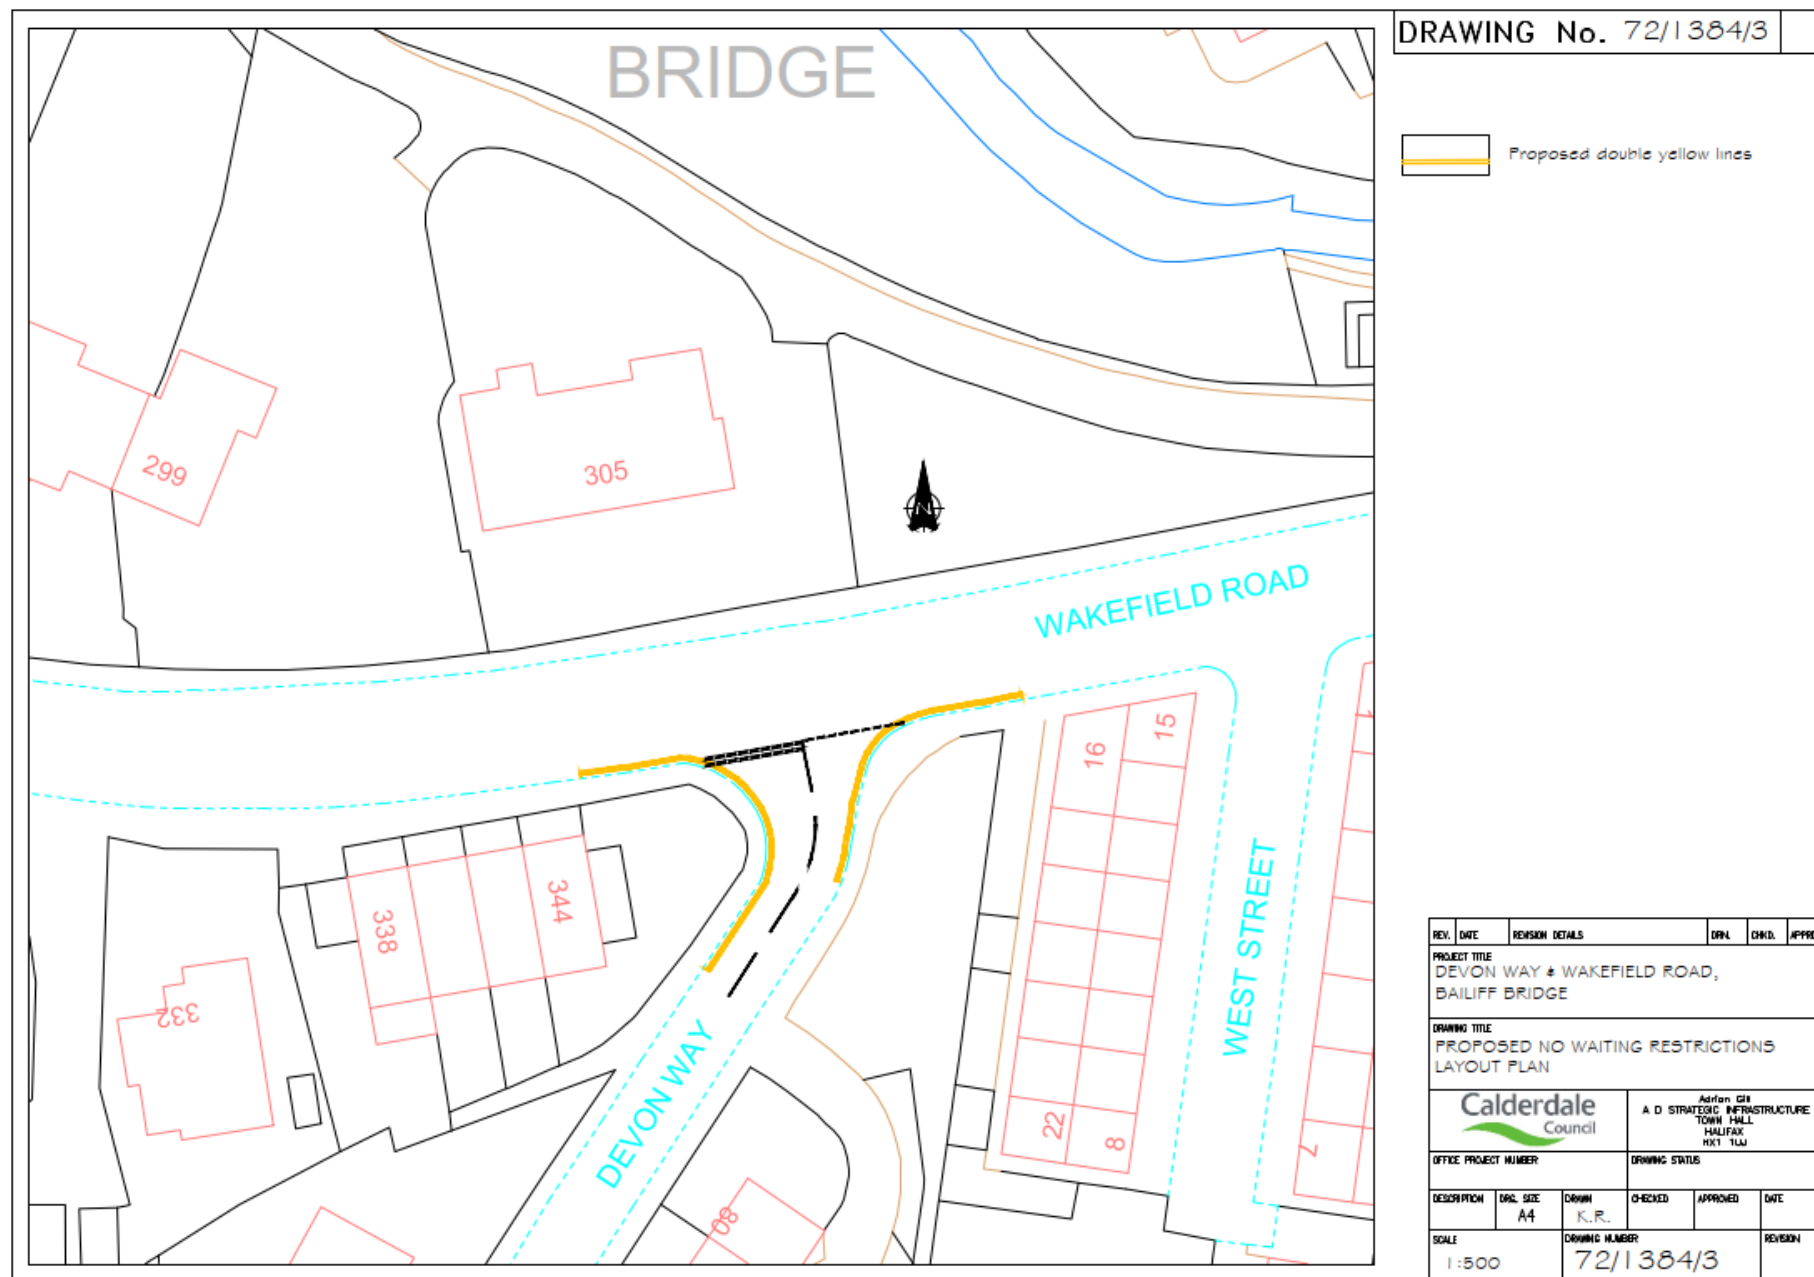 DRAWING No. 72/1384/3
BRIDGE
Proposed double yellow lines
299
305
N
WAKEFIELD ROAD
15
16
344
338
332
WEST STREET
DEVON WAY
22
8
7
80
REV. DATE REVISION DETAILS DRN. CHKD.
PROJECT TITLE
DEVON WAY & WAKEFIELD ROAD,
BAILIFF BRIDGE
DRAWING TITLE
PROPOSED NO WAITING RESTRICTIONS
LAYOUT PLAN
Calderdale
Council
Adrian Gill
A D STRATEGIC INFRASTRUCTURE
TOWN HALL
HALIFAX
HX1 1UJ
OFFICE PROJECT NUMBER DRAWING STATUS
DESCRIPTION DRG. SIZE DRAWN CHECKED APPROVED DATE
A4 K.R.
SCALE DRAWING NUMBER REVISION
1:500 72/1384/3